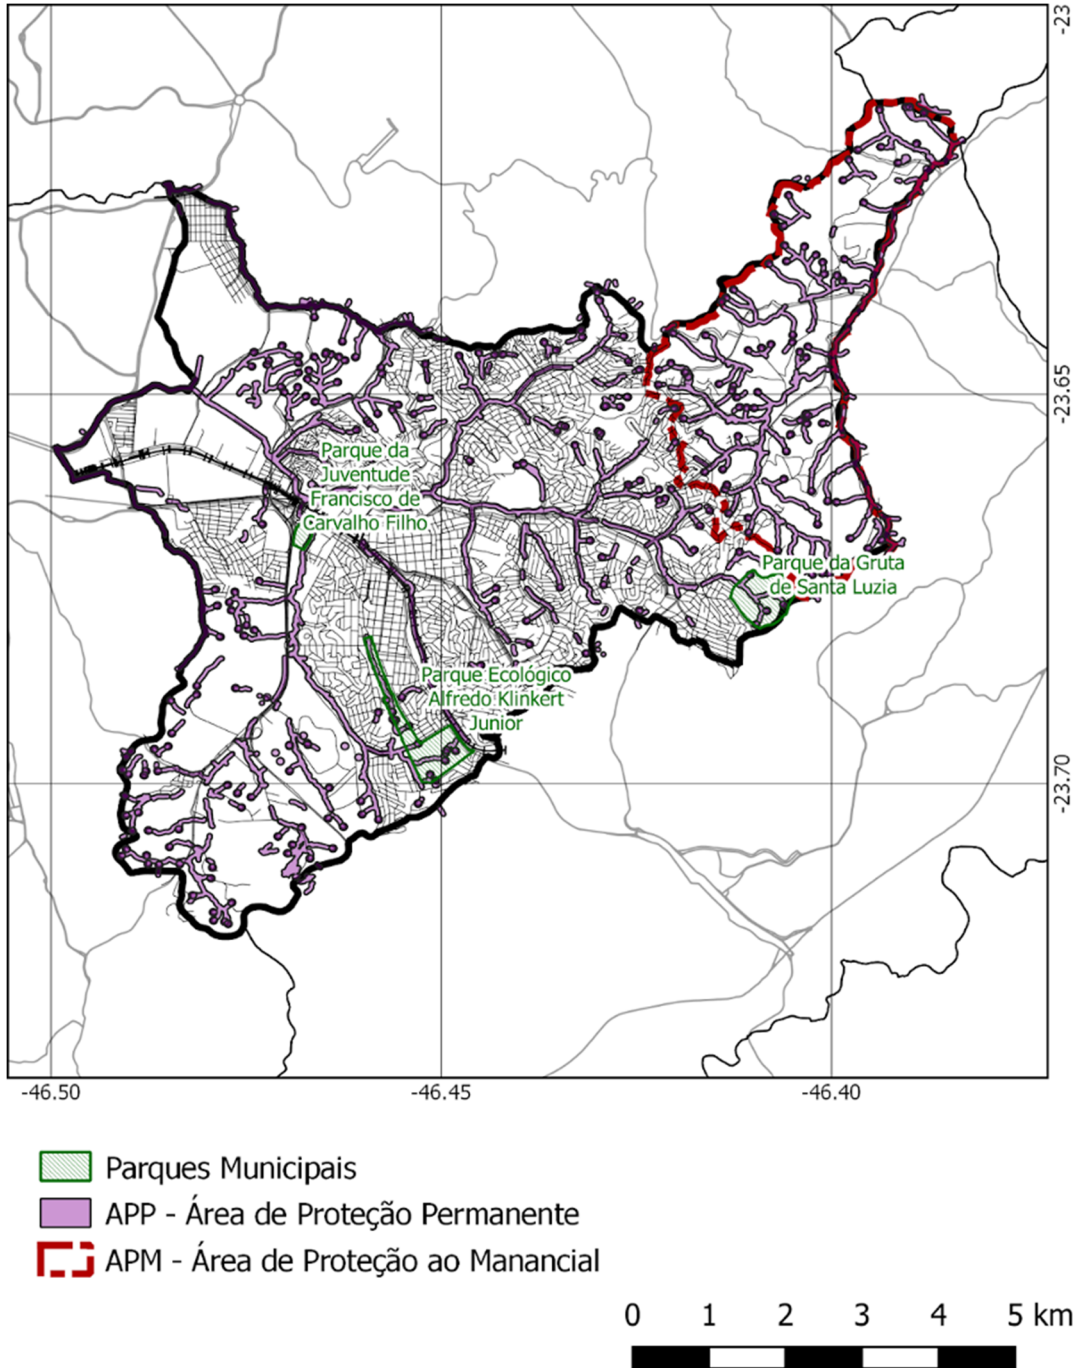 -23
-23.65
Parque da
Juventude
Francisco de
Carvalho Filho
Parque da Gruta
de Santa Luzia
Parque Ecológico
Alfredo Klinkert
Junior
-23.70
-46.50
-46.45
-46.40
Parques Municipais
APP - Área de Proteção Permanente
APM - Área de Proteção ao Manancial
0 1 2 3 4 5 km